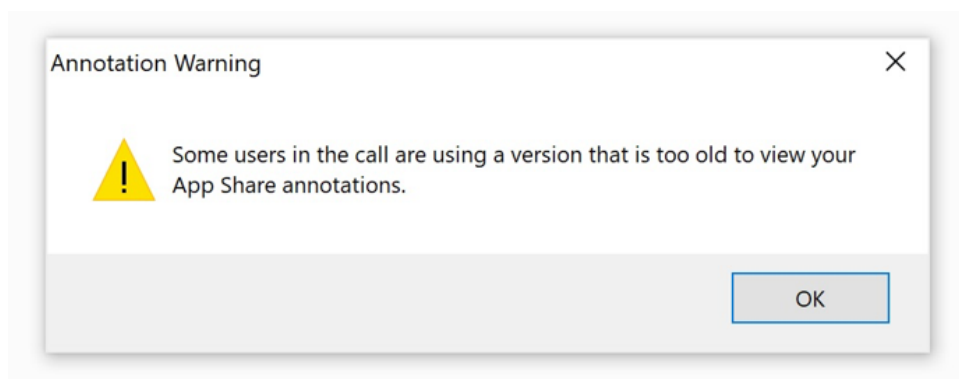 Annotation Warning
Some users in the call are using a version that is too old to view your
App Share annotations.
OK